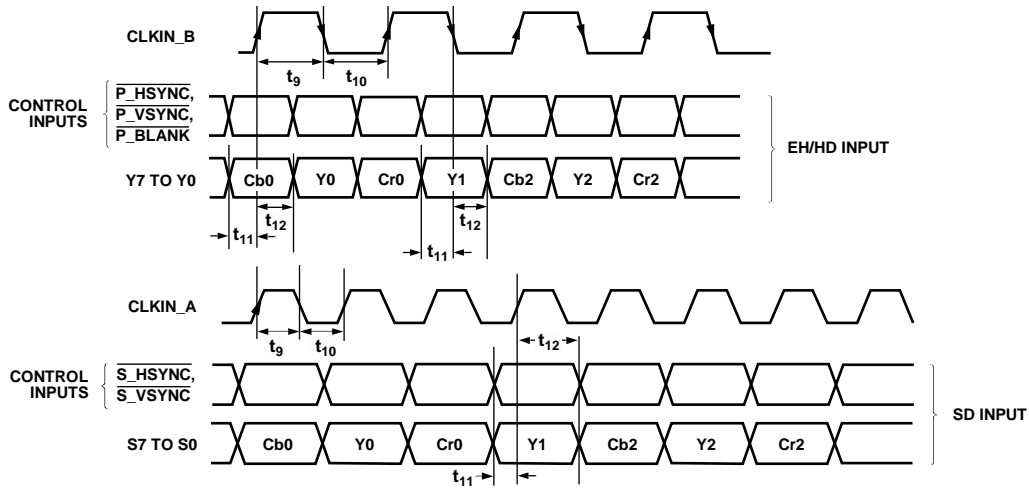 CLKIN_B
t9
t10
CONTROL INPUTS
P_HSYNC,
P_VSYNC,
P_BLANK
EH/HD INPUT
Y7 TO Y0
Cb0 Y0 Cr0 Y1 Cb2 Y2 Cr2
t12
t12
t11
t11
CLKIN_A
t9
t10
t12
CONTROL INPUTS
S_HSYNC,
S_VSYNC
SD INPUT
S7 TO S0
Cb0 Y0 Cr0 Y1 Cb2 Y2 Cr2
t11